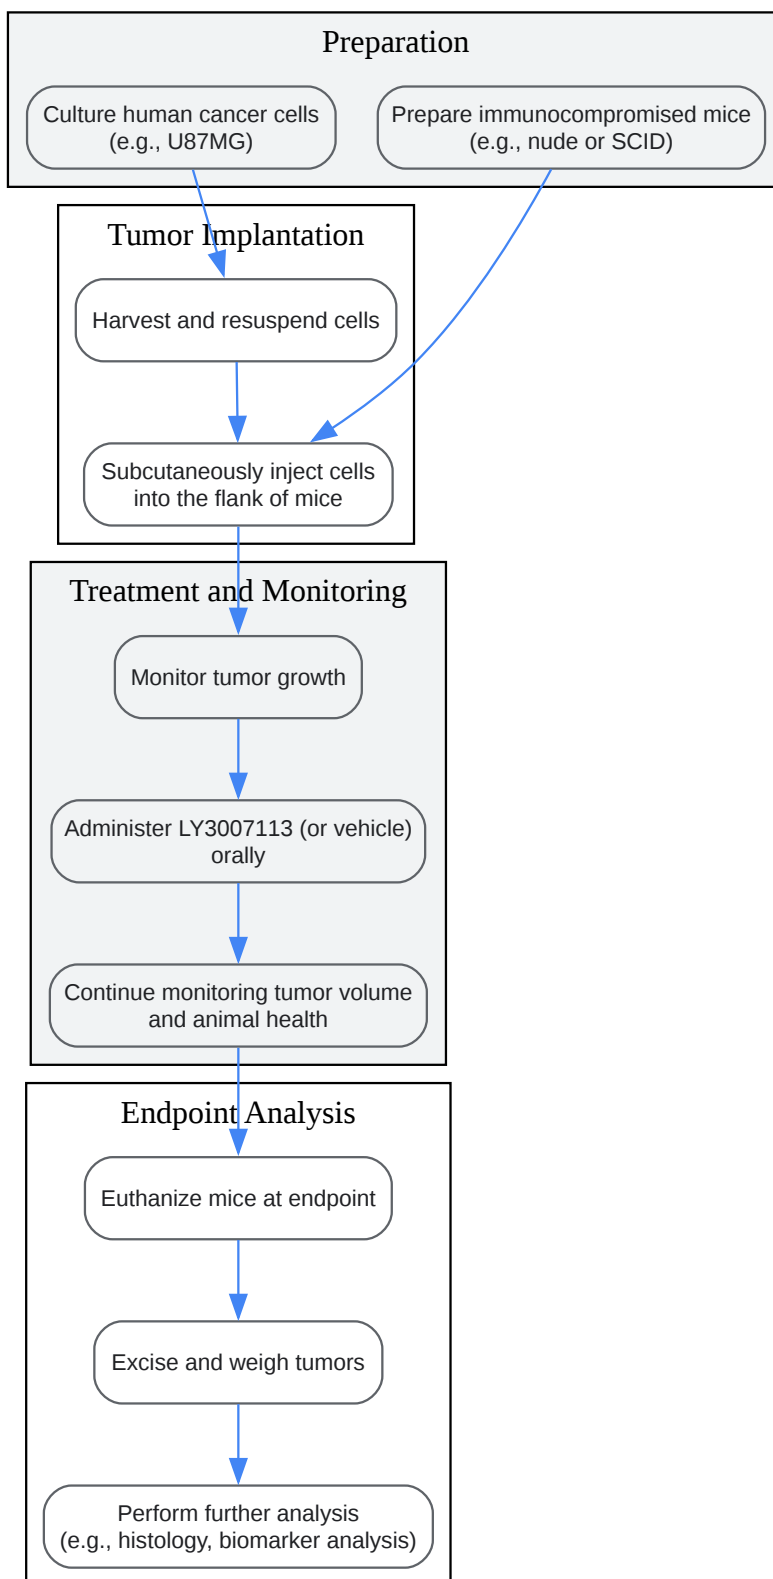 Preparation
Culture human cancer cells
(e.g., U87MG)
Prepare immunocompromised mice
(e.g., nude or SCID)
Tumor Implantation
Harvest and resuspend cells
Subcutaneously inject cells
into the flank of mice
Treatment and Monitoring
Monitor tumor growth
Administer LY3007113 (or vehicle)
orally
Continue monitoring tumor volume
and animal health
Endpoint Analysis
Euthanize mice at endpoint
Excise and weigh tumors
Perform further analysis
(e.g., histology, biomarker analysis)